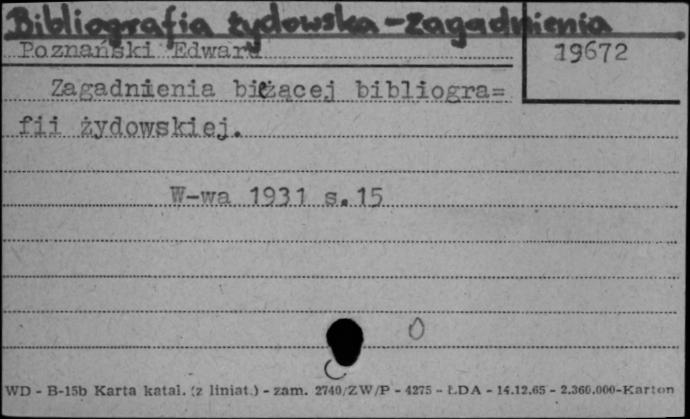 Bibliografia żydowska-zagadnienia
Poznański Edward
19672
Zagadnienia bieżącej bibliogra=
fii żydowskiej.
W-wa 1931 s.15
WD - B-15b Karta katal. (z liniat.) - zam. 2740/ZW/P - 4275 - ŁDA - 14.12.65 - 2.360.000-Karton